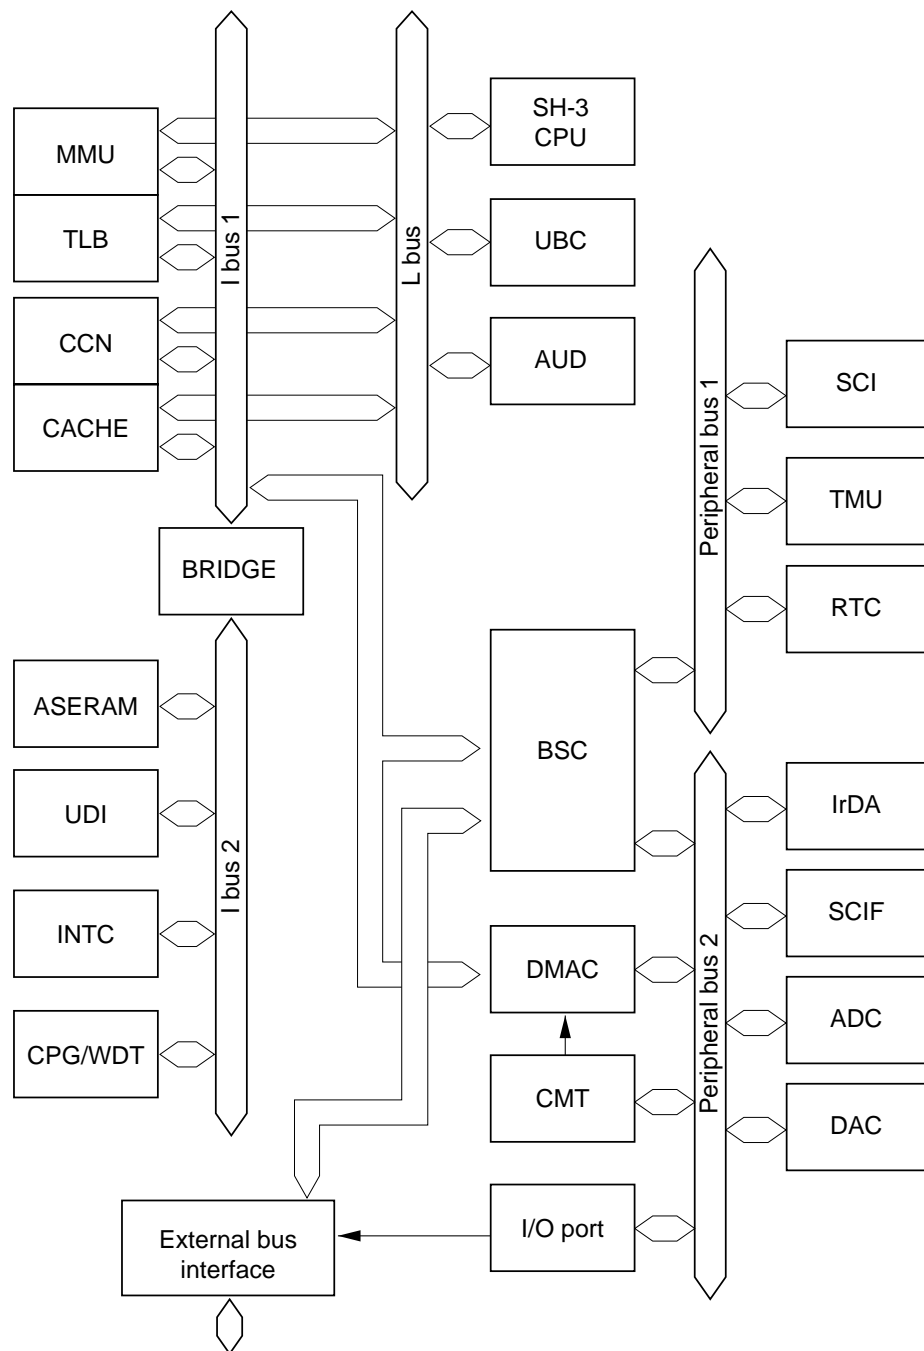 SH-3
CPU
MMU
TLB
CCN
CACHE
I bus 1
L bus
UBC
AUD
BRIDGE
Peripheral bus 1
SCI
TMU
RTC
BSC
ASERAM
UDI
INTC
CPG/WDT
I bus 2
DMAC
CMT
I/O port
Peripheral bus 2
IrDA
SCIF
ADC
DAC
External bus
interface